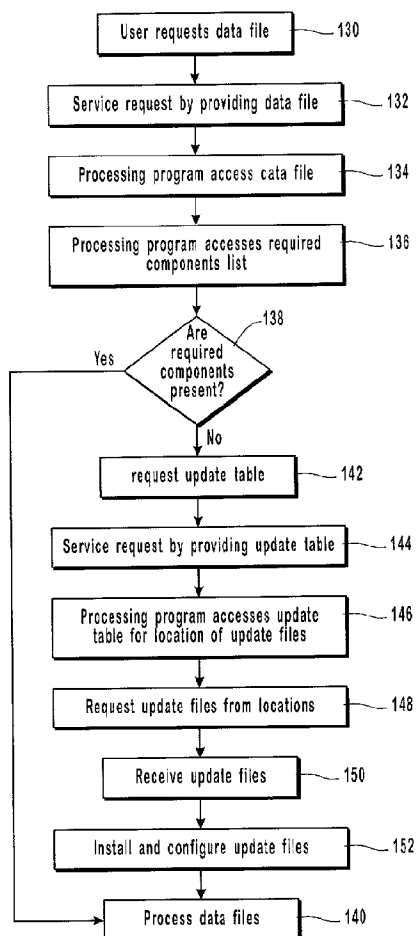 User requests data file
130
Service request by providing data file
132
Processing program access cata file
134
Processing program accesses required
components list
136
138
Are
required
components
present?
Yes
No
request update table
142
Service request by providing update table
144
Processing program accesses update
table for location of update files
146
Request update files from locations
148
Receive update files
150
Install and configure update files
152
Process data files
140